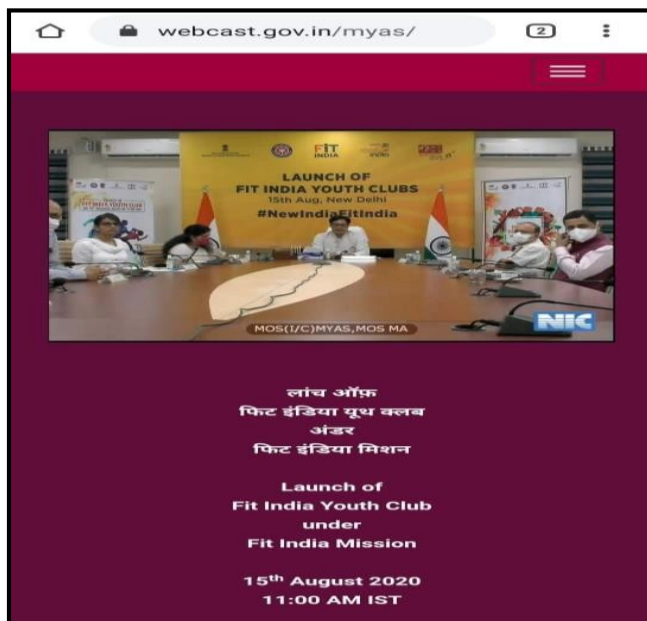 webcast.gov.in/myas/
2
FiT
INDIA
LAUNCH OF
FIT INDIA YOUTH CLUBS
15th Aug, New Delhi
#NewIndiaFitIndia
MOS(I/C)MYAS,MOS MA
NIC
लांच ऑफ़
फिट इंडिया यूथ क्लब
अंडर
फिट इंडिया मिशन
Launch of
Fit India Youth Club
under
Fit India Mission
15th August 2020
11:00 AM IST